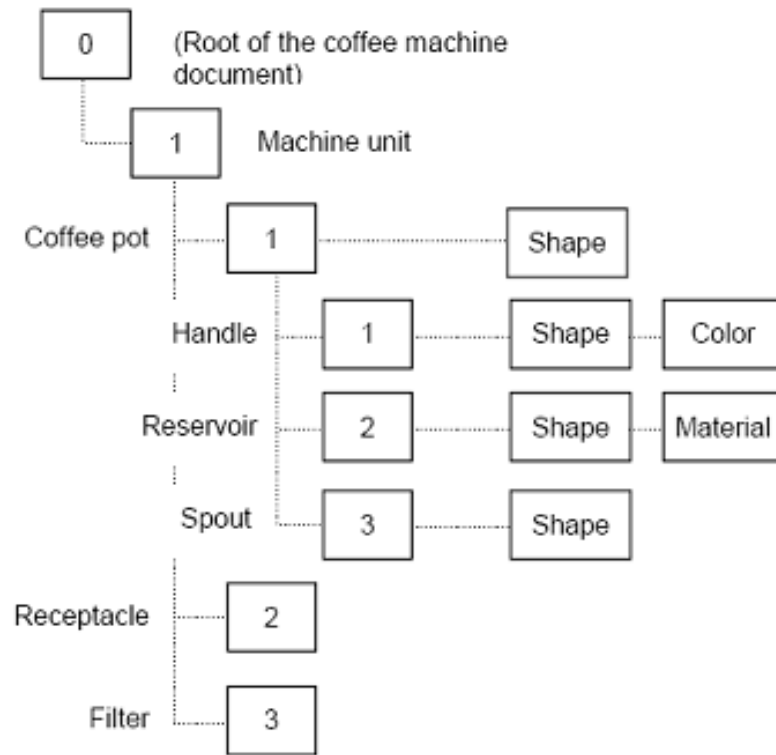 0 (Root of the coffee machine
document)
1 Machine unit
Coffee pot 1 Shape
Handle 1 Shape Color
Reservoir 2 Shape Material
Spout 3 Shape
Receptacle 2
Filter 3